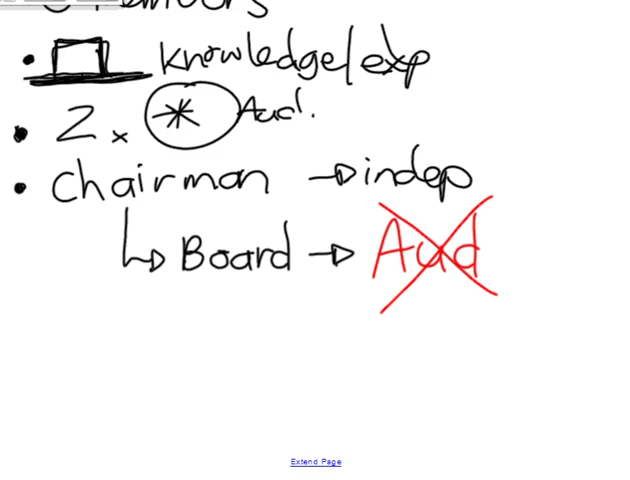 knowledge/exp
2 x * Aud.
Chairman → indep
↳ Board → Aud
Extend Page